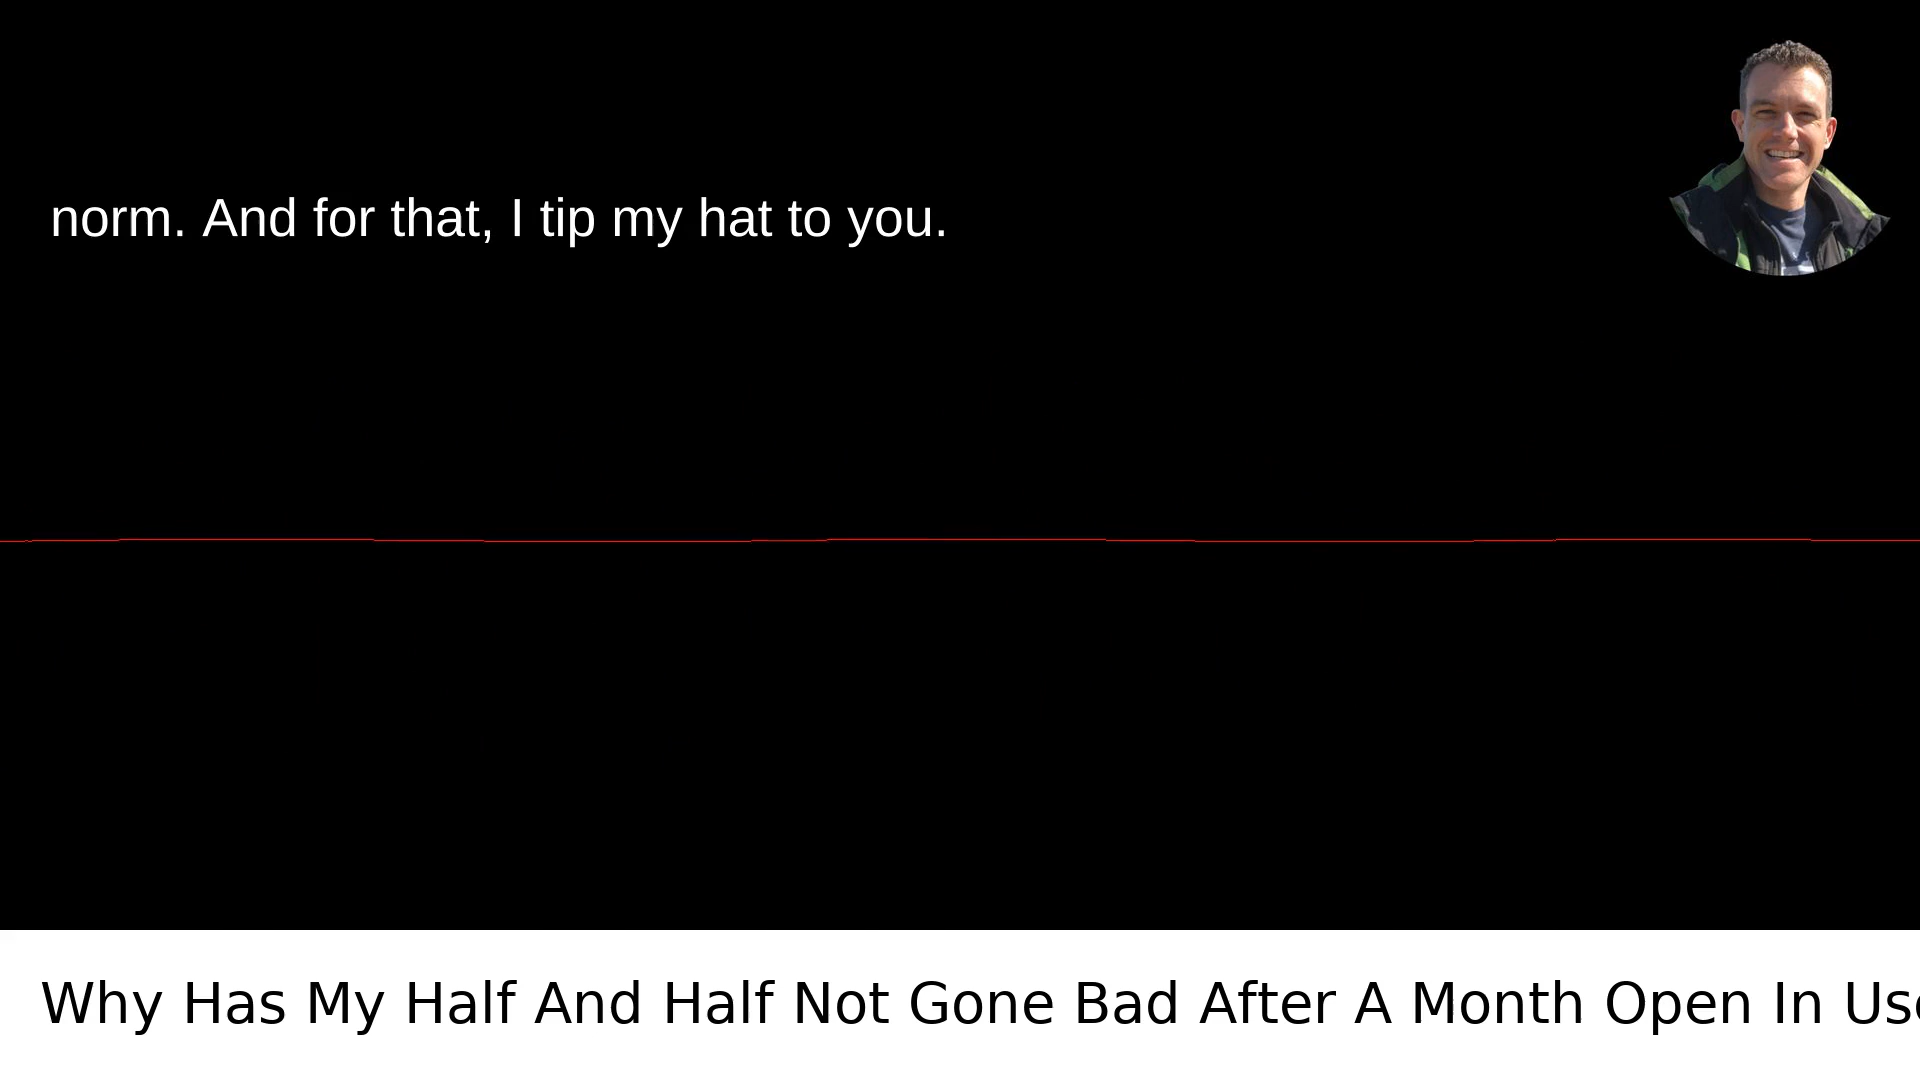 norm. And for that, I tip my hat to you.
Why Has My Half And Half Not Gone Bad After A Month Open In